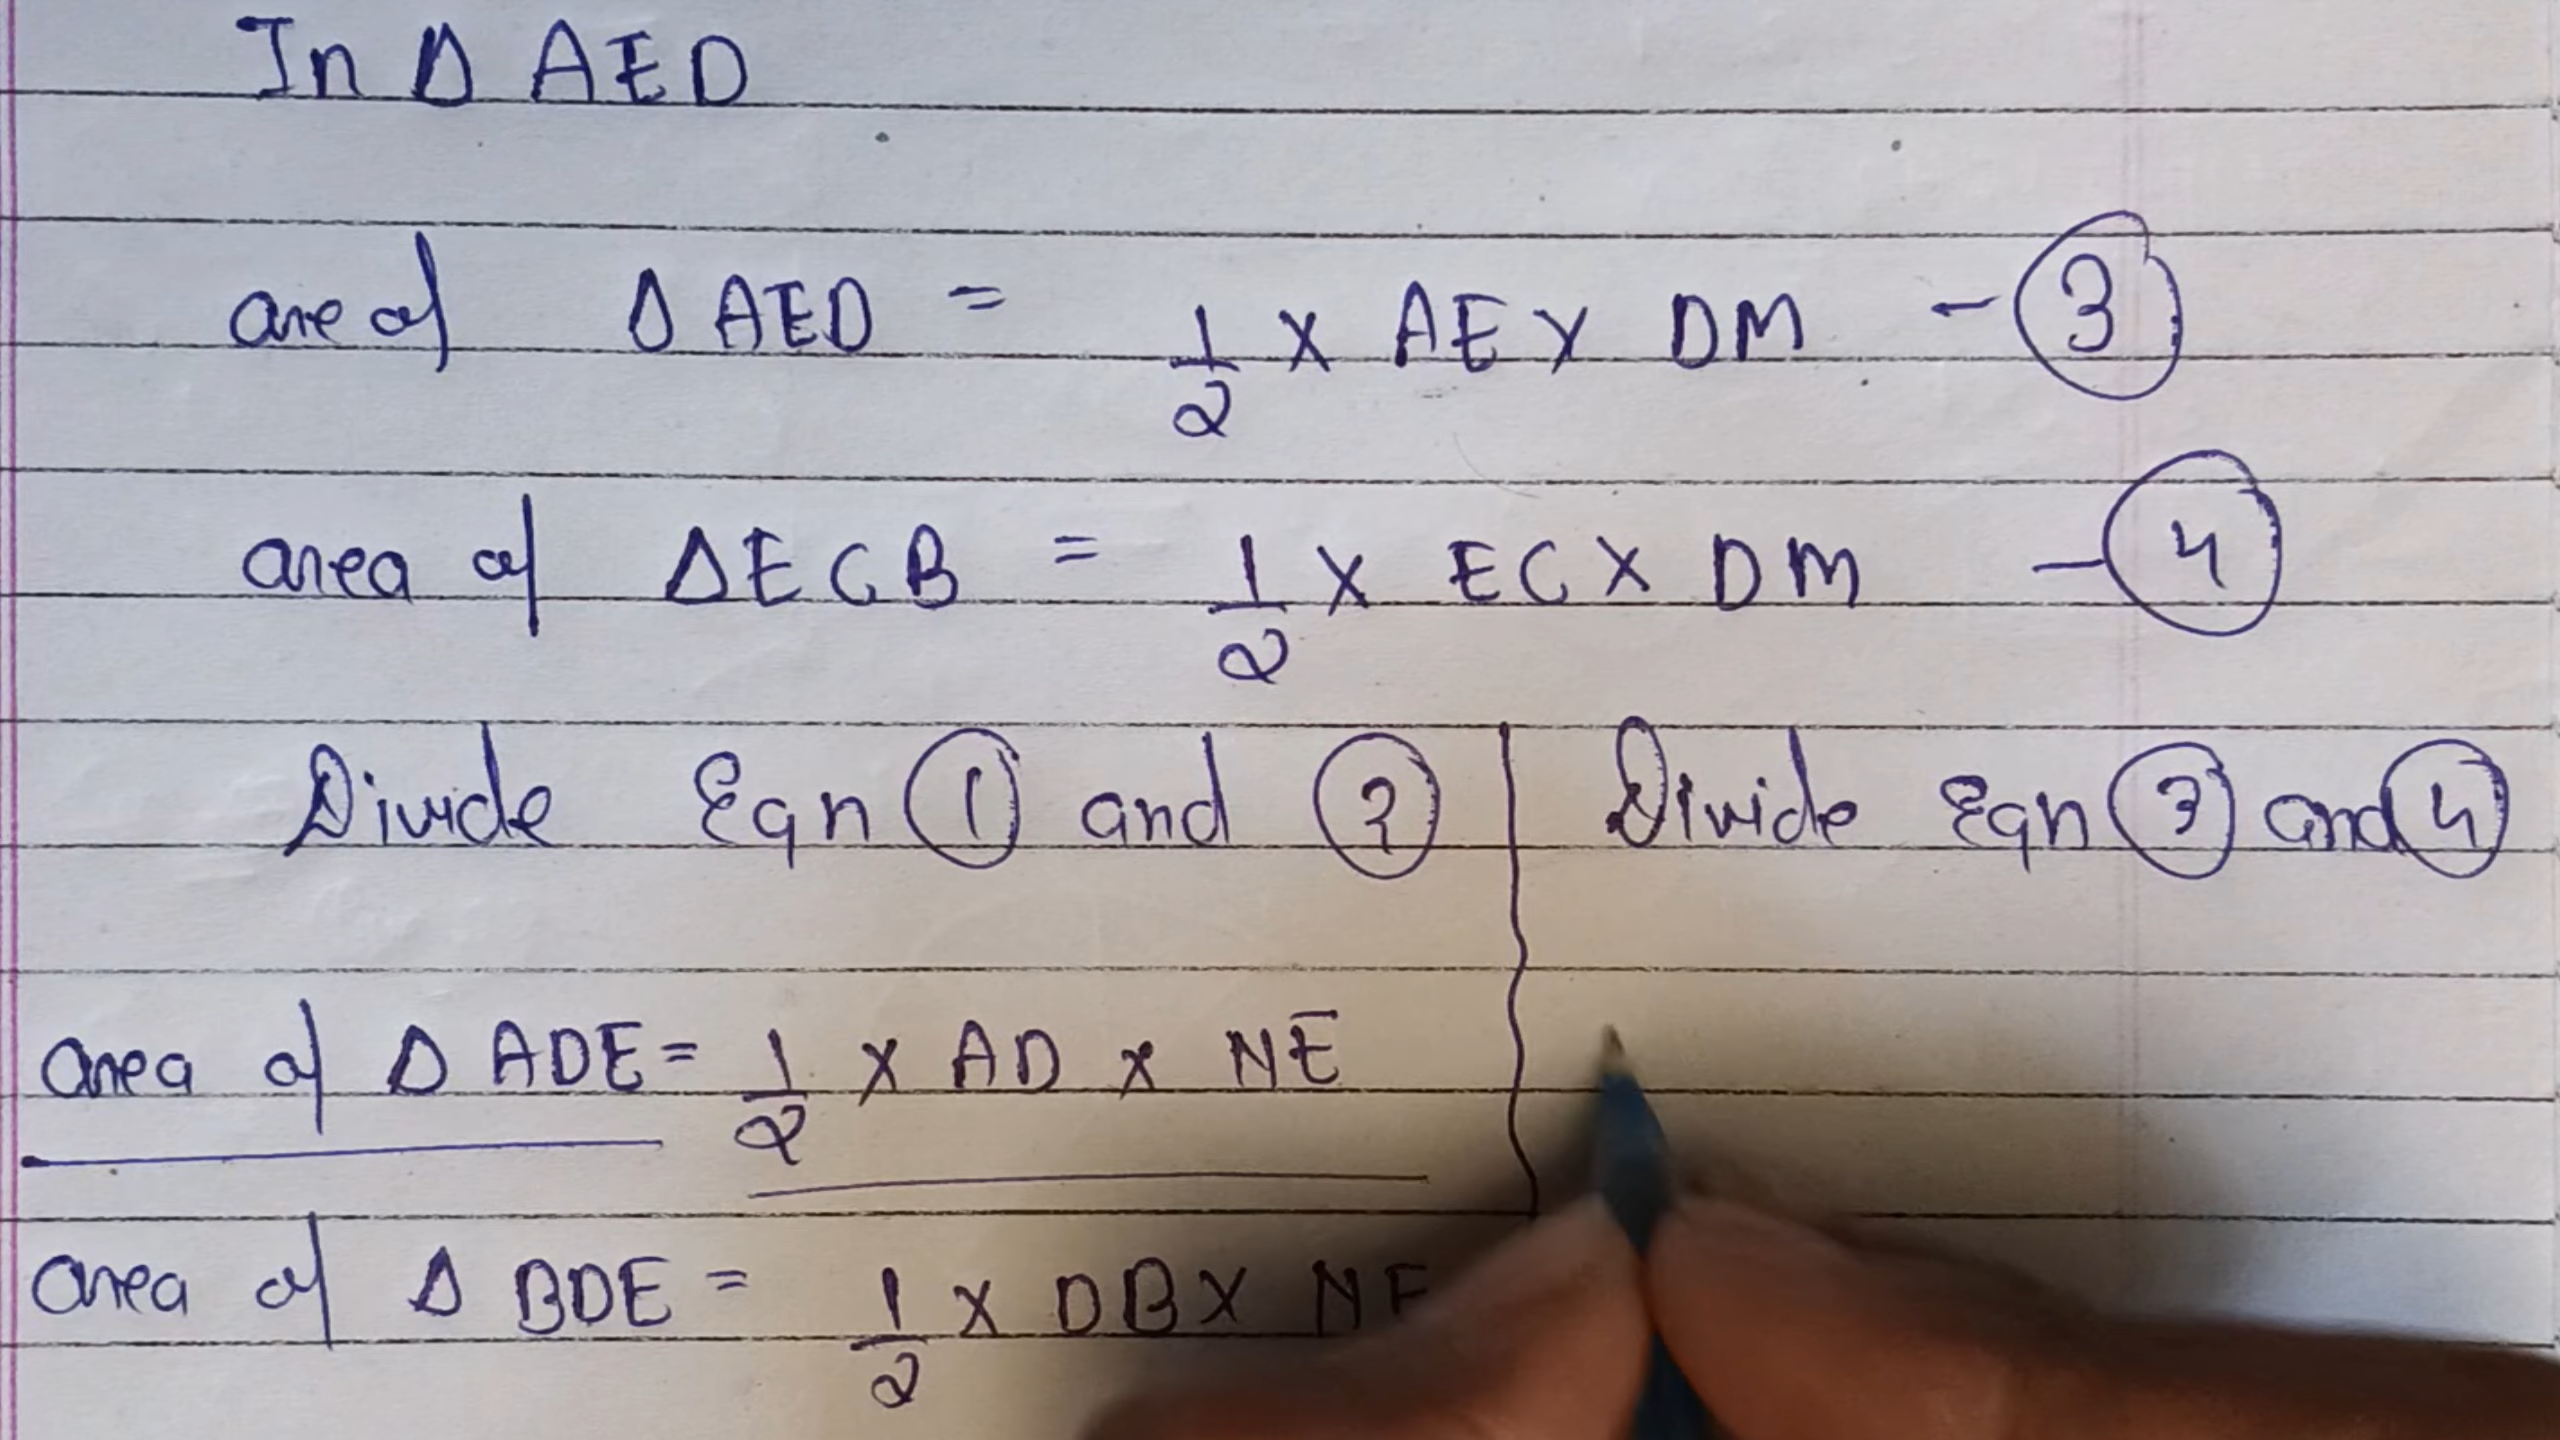 In Δ AED
are of Δ AED = 1/2 x AE x DM - 3
area of Δ ECB = 1/2 x EC x DM - 4
Divide Eqn 1 and 2
area of Δ ADE = 1/2 x AD x NE
area of Δ BDE = 1/2 x DB x NE
Divide Eqn 3 and 4